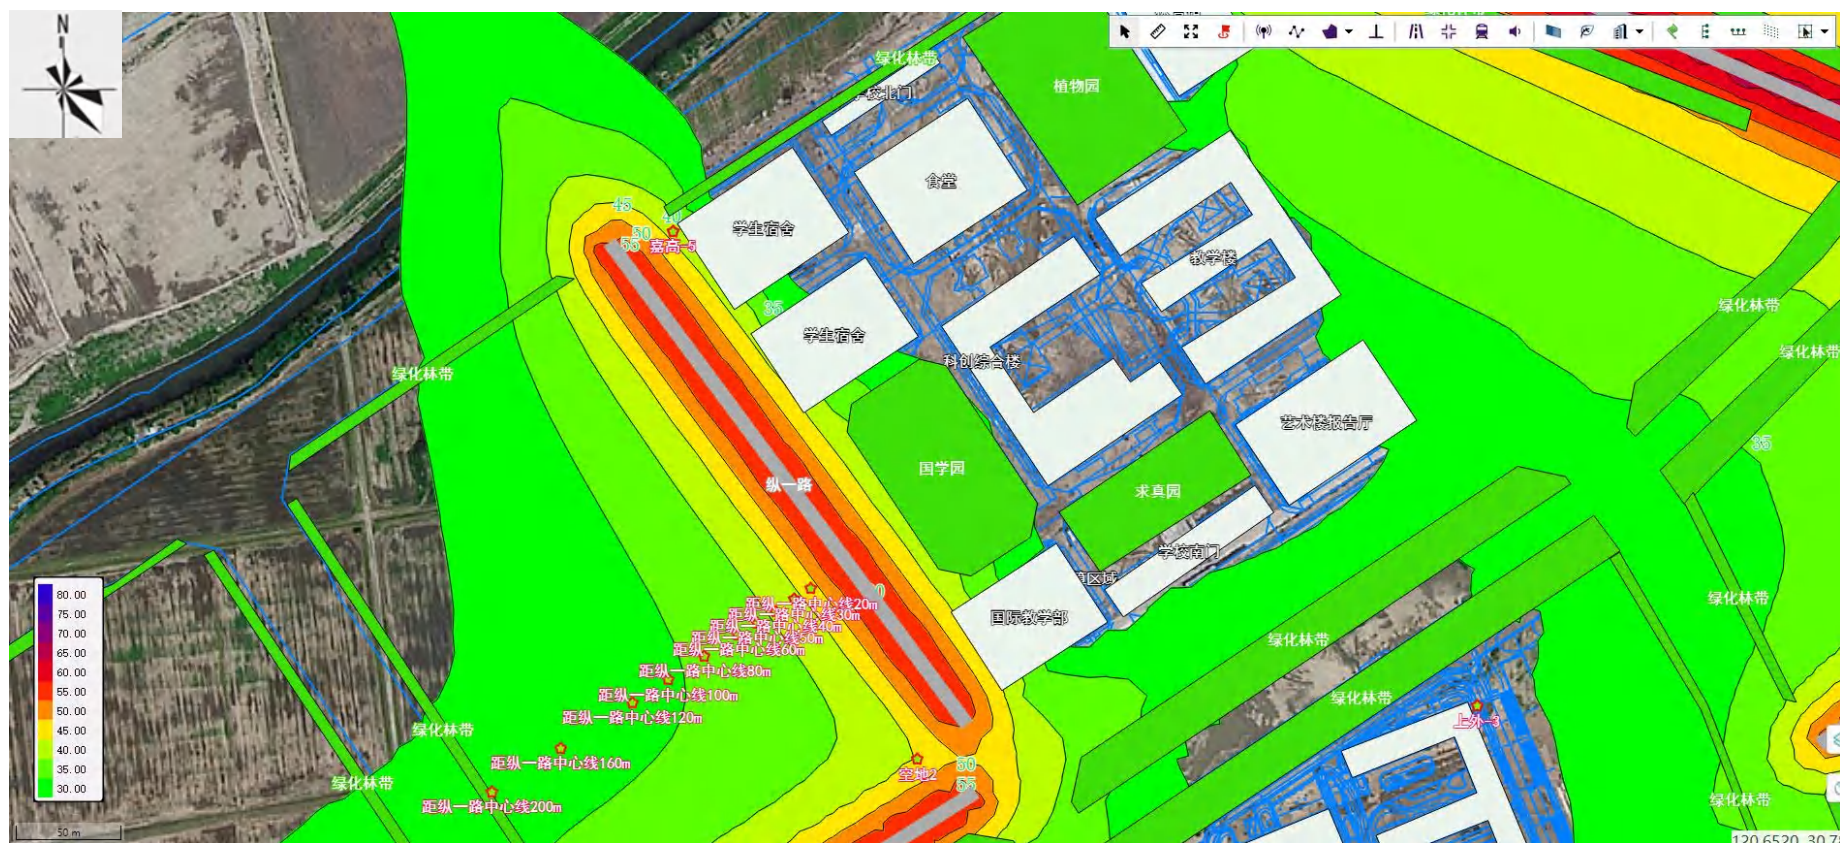 N
绿化林带
植物园
学校北门
食堂
45
40
50
55
嘉高-5
学生宿舍
教学楼
35
学生宿舍
科创综合楼
绿化林带
绿化林带
绿化林带
35
艺术楼报告厅
国学园
求真园
纵一路
学校南门
国际教学部
距纵一路中心线20m
距纵一路中心线30m
距纵一路中心线40m
距纵一路中心线50m
距纵一路中心线60m
距纵一路中心线80m
距纵一路中心线100m
距纵一路中心线120m
距纵一路中心线160m
距纵一路中心线200m
绿化林带
绿化林带
绿化林带
绿化林带
绿化林带
绿化林带
上外-3
空地2
50
55
80.00
75.00
70.00
65.00
60.00
55.00
50.00
45.00
40.00
35.00
30.00
50 m